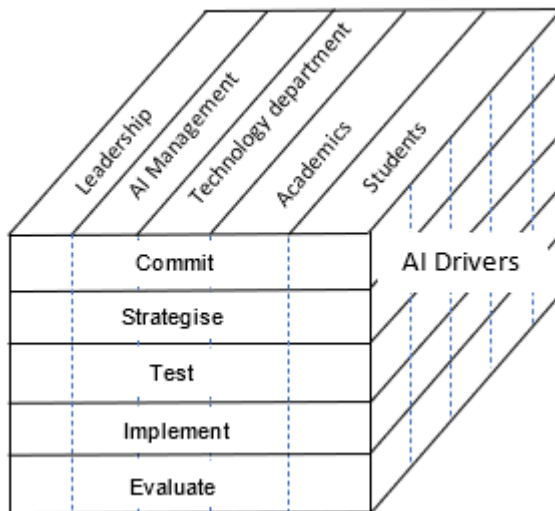 Leadership
AI Management
Technology department
Academics
Students
AI Drivers
Commit
Strategise
Test
Implement
Evaluate